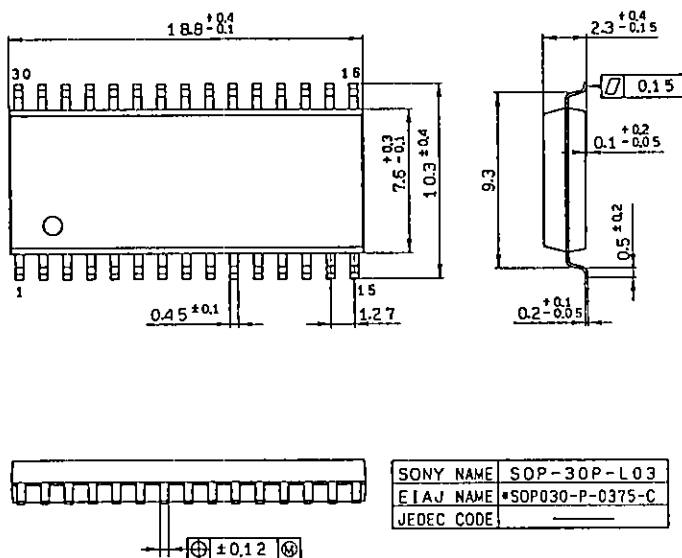 18.8 +0.4 -0.1
2.3 +0.4 -0.15
30
16
0.15
7.6 +0.3 -0.1
10.3 ±0.4
9.3
0.1 +0.2 -0.05
0.5 ±0.2
1
15
0.45 ±0.1
1.27
0.2 +0.1 -0.05
SONY NAME SOP-30P-L03
EIAJ NAME *SOP030-P-0375-C
JEDEC CODE
±0.12 Ⓜ